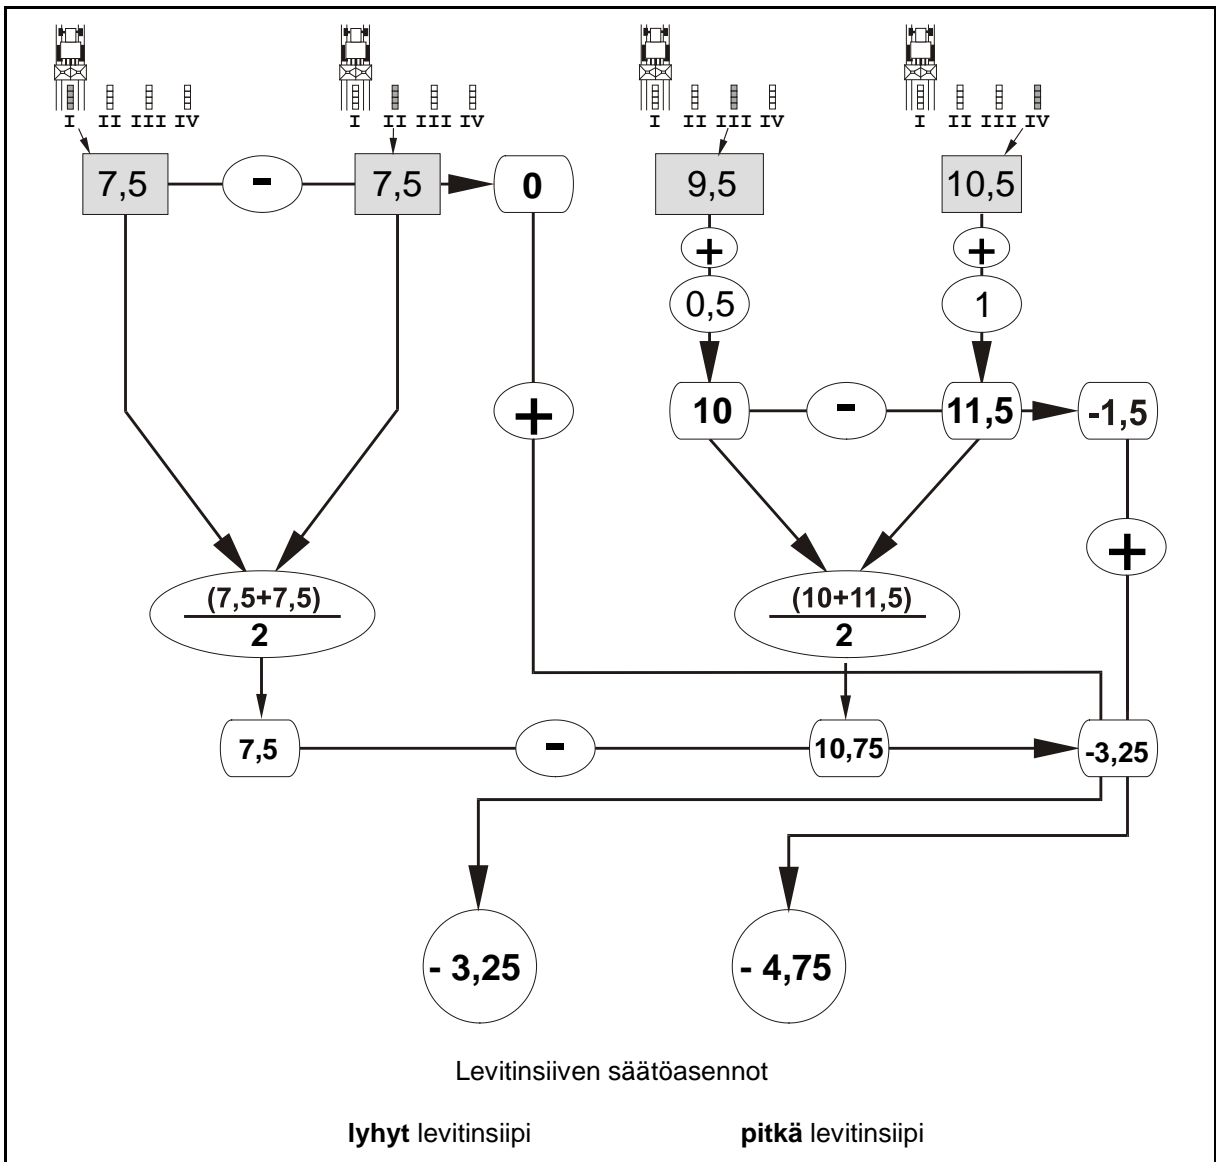 I II III IV
I II III IV
I II III IV
I II III IV
7,5 - 7,5 0
9,5 10,5
+ +
0,5 1
+
10 - 11,5 -1,5
+
(7,5+7,5)
2
(10+11,5)
2
7,5 - 10,75 -3,25
- 3,25 - 4,75
Levitinsiiven säätöasennot
lyhyt levitinsiipi pitkä levitinsiipi